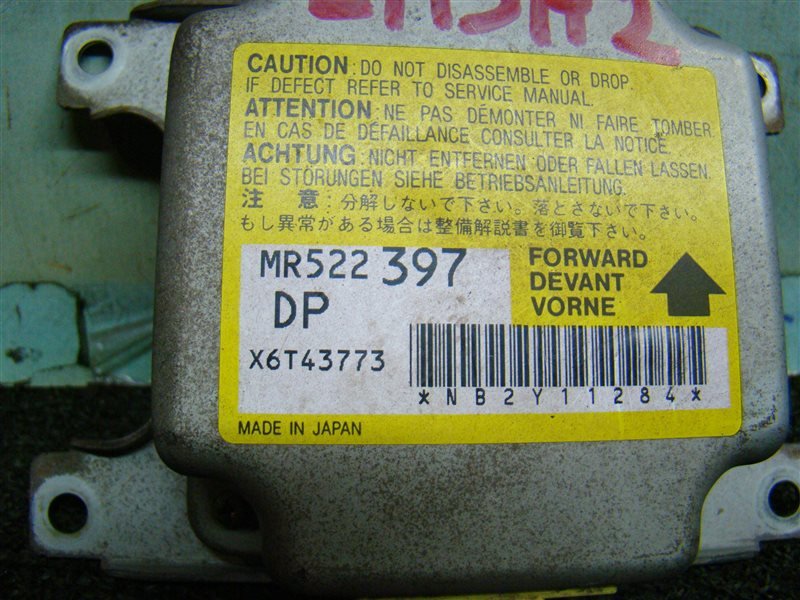 CAUTION: DO NOT DISASSEMBLE OR DROP.
IF DEFECT REFER TO SERVICE MANUAL.
ATTENTION: NE PAS DÉMONTER NI FAIRE TOMBER
EN CAS DE DÉFAILLANCE CONSULTER LA NOTICE.
ACHTUNG: NICHT ENTFERNEN ODER FALLEN LASSEN.
BEI STÖRUNGEN SIEHE BETRIEBSANLEITUNG.
注 意:分解しないで下さい。落とさないで下さい。
もし異常がある場合は整備解説書を御覧下さい。
MR522 397
DP
X6T43773
FORWARD
DEVANT
VORNE
*NB2Y11284*
MADE IN JAPAN